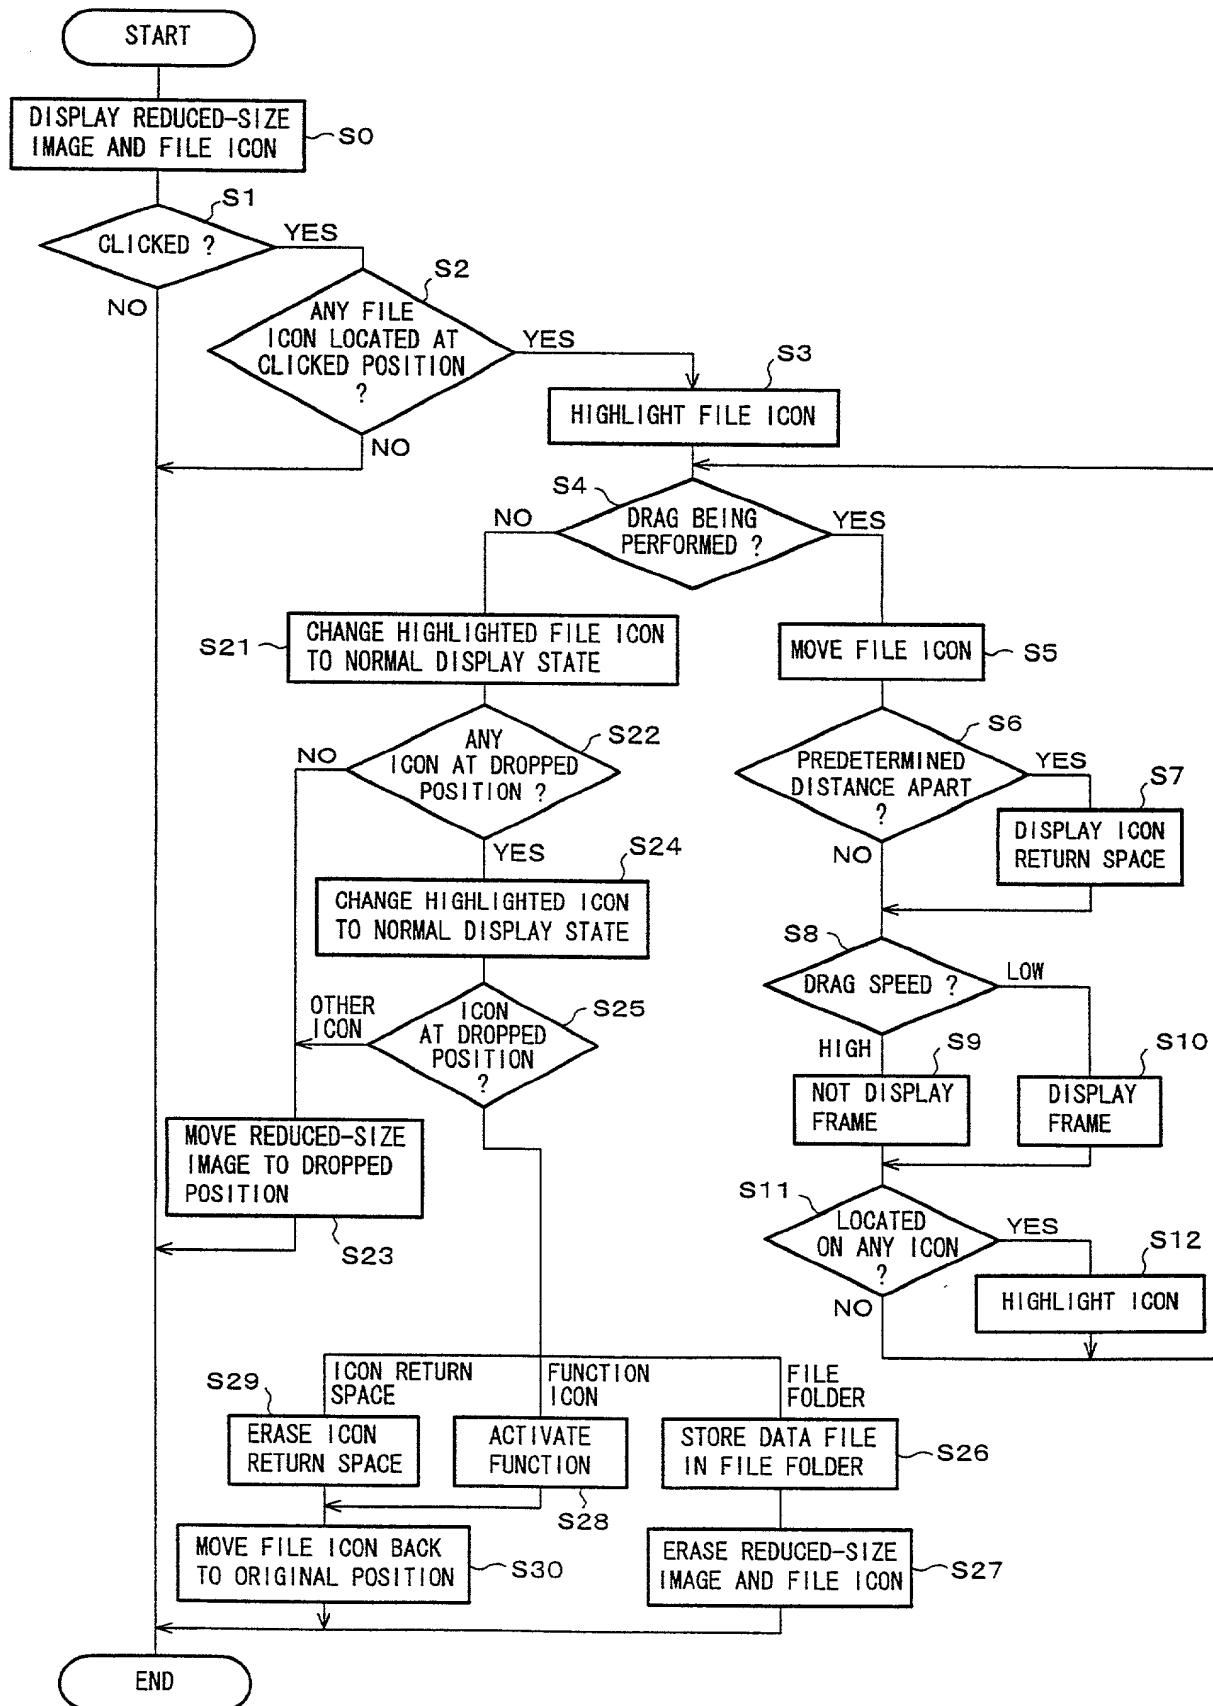 START
DISPLAY REDUCED-SIZE
IMAGE AND FILE ICON
S0
S1
CLICKED ?
YES
NO
S2
ANY FILE
ICON LOCATED AT
CLICKED POSITION
?
YES
NO
S3
HIGHLIGHT FILE ICON
S4
DRAG BEING
PERFORMED ?
NO
YES
S21
CHANGE HIGHLIGHTED FILE ICON
TO NORMAL DISPLAY STATE
MOVE FILE ICON
S5
S22
ANY
ICON AT DROPPED
POSITION ?
NO
YES
S6
PREDETERMINED
DISTANCE APART
?
YES
NO
S7
DISPLAY ICON
RETURN SPACE
S24
CHANGE HIGHLIGHTED ICON
TO NORMAL DISPLAY STATE
S8
DRAG SPEED ?
LOW
HIGH
S25
ICON
AT DROPPED
POSITION
?
OTHER
ICON
S9
NOT DISPLAY
FRAME
S10
DISPLAY
FRAME
MOVE REDUCED-SIZE
IMAGE TO DROPPED
POSITION
S23
S11
LOCATED
ON ANY ICON
?
YES
NO
S12
HIGHLIGHT ICON
ICON RETURN
SPACE
FUNCTION
ICON
FILE
FOLDER
S29
ERASE ICON
RETURN SPACE
ACTIVATE
FUNCTION
S28
STORE DATA FILE
IN FILE FOLDER
S26
MOVE FILE ICON BACK
TO ORIGINAL POSITION
S30
ERASE REDUCED-SIZE
IMAGE AND FILE ICON
S27
END